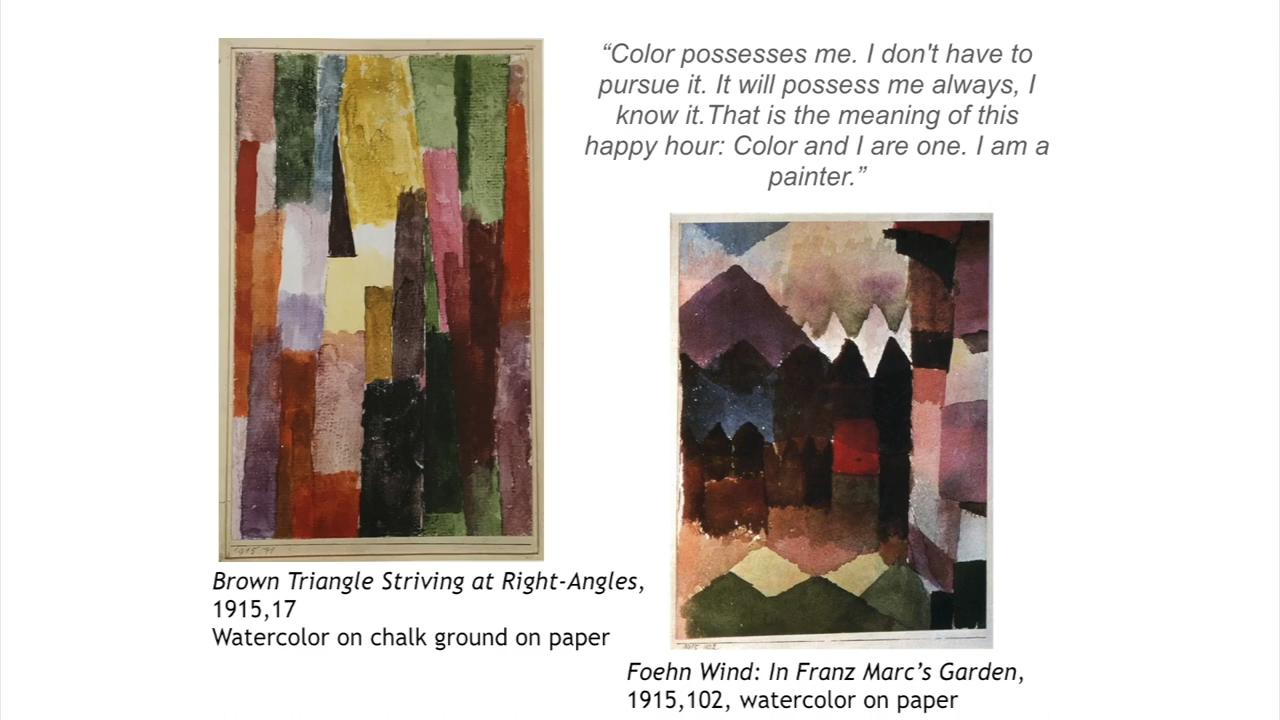 “Color possesses me. I don't have to
pursue it. It will possess me always, I
know it.That is the meaning of this
happy hour: Color and I are one. I am a
painter.”
Brown Triangle Striving at Right-Angles,
1915,17
Watercolor on chalk ground on paper
Foehn Wind: In Franz Marc’s Garden,
1915,102, watercolor on paper